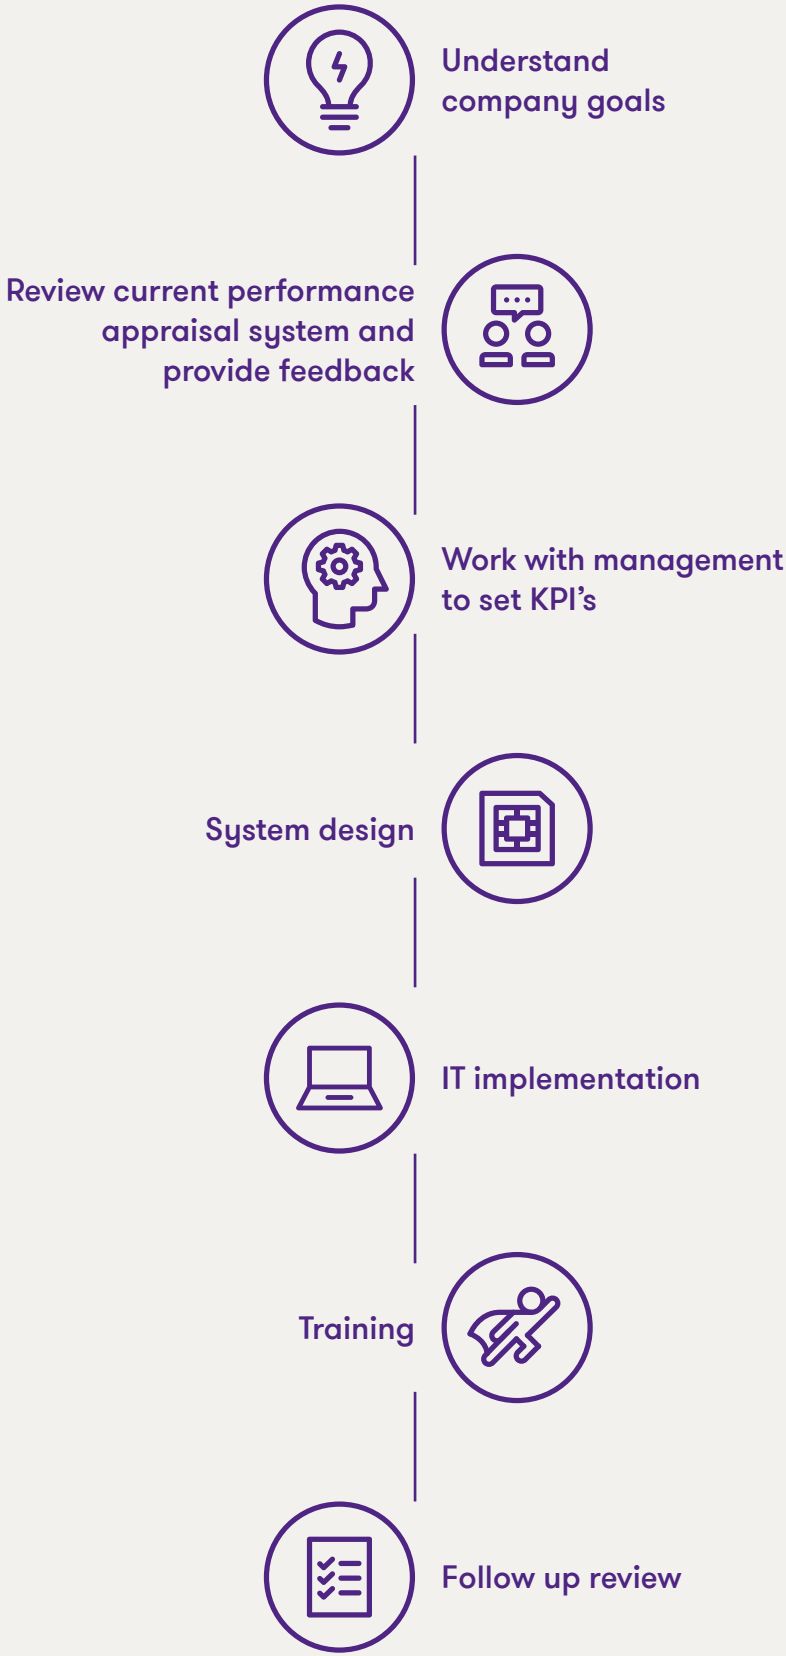 Understand
company goals
Review current performance
appraisal system and
provide feedback
Work with management
to set KPI’s
System design
IT implementation
Training
Follow up review